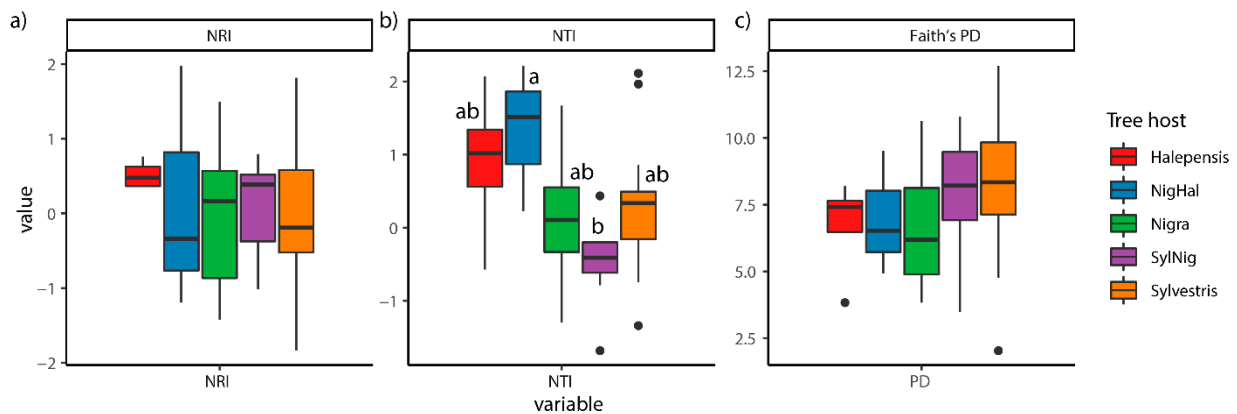 a)
NRI
value
2
1
0
−1
−2
NRI
b)
NTI
2
1
0
−1
ab
a
ab
b
ab
NTI
variable
c)
Faith's PD
12.5
10.0
7.5
5.0
2.5
PD
Tree host
Halepensis
NigHal
Nigra
SylNig
Sylvestris